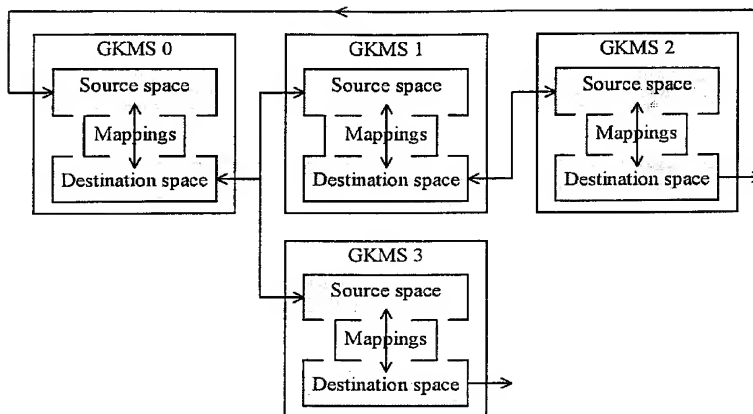 GKMS 0
Source space
Mappings
Destination space
GKMS 1
Source space
Mappings
Destination space
GKMS 2
Source space
Mappings
Destination space
GKMS 3
Source space
Mappings
Destination space